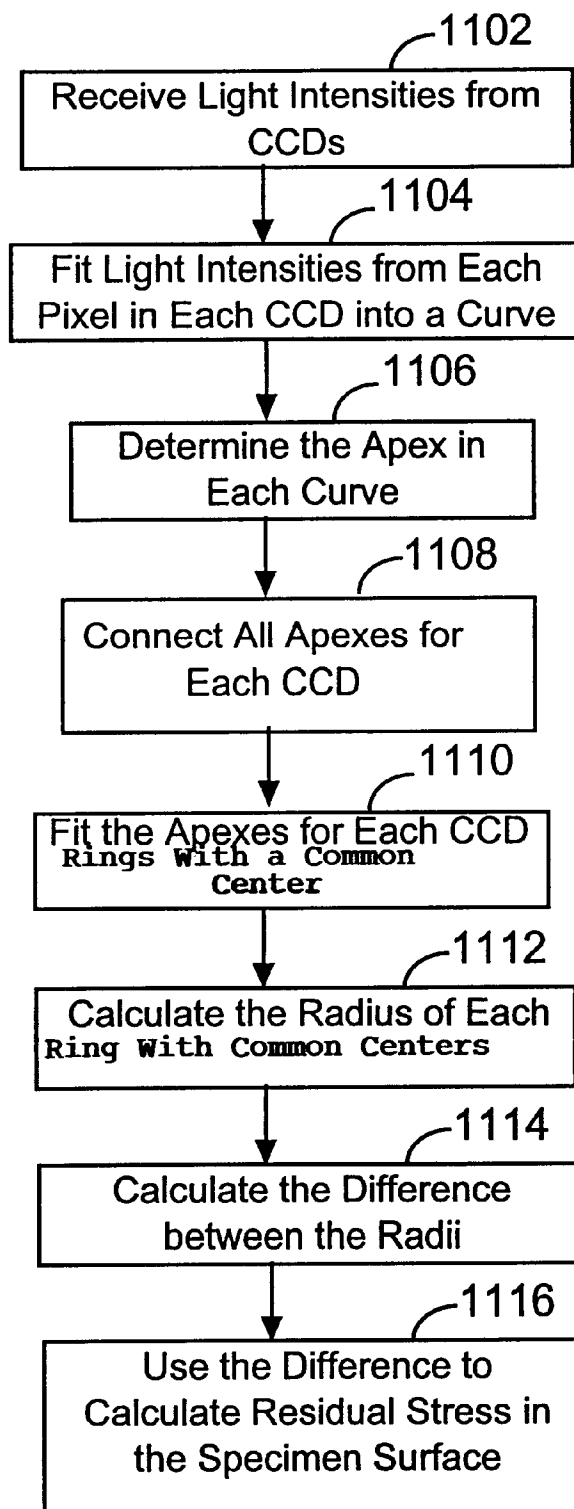 1102
Receive Light Intensities from
CCDs
1104
Fit Light Intensities from Each
Pixel in Each CCD into a Curve
1106
Determine the Apex in
Each Curve
1108
Connect All Apexes for
Each CCD
1110
Fit the Apexes for Each CCD
Rings With a Common
Center
1112
Calculate the Radius of Each
Ring With Common Centers
1114
Calculate the Difference
between the Radii
1116
Use the Difference to
Calculate Residual Stress in
the Specimen Surface